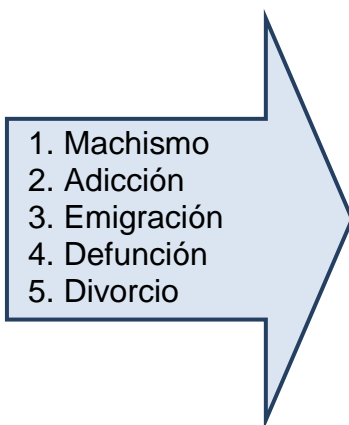 1. Machismo
2. Adicción
3. Emigración
4. Defunción
5. Divorcio